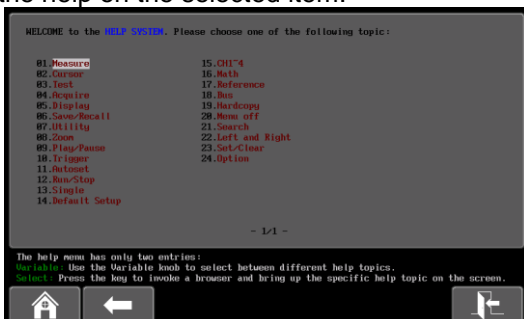 the help on the selected item.
WELCOME to the HELP SYSTEM. Please choose one of the following topic:
01.Measure
02.Cursor
03.Test
04.Acquire
05.Display
06.Save/Recall
07.Utility
08.Zoom
09.Play/Pause
10.Trigger
11.Autoset
12.Run/Stop
13.Single
14.Default Setup
15.CH1~4
16.Math
17.Reference
18.Bus
19.Hardcopy
20.Menu off
21.Search
22.Left and Right
23.Set/Clear
24.Option
- 1/1 -
The help menu has only two entries:
Variable: Use the Variable knob to select between different help topics.
Select: Press the key to invoke a browser and bring up the specific help topic on the screen.